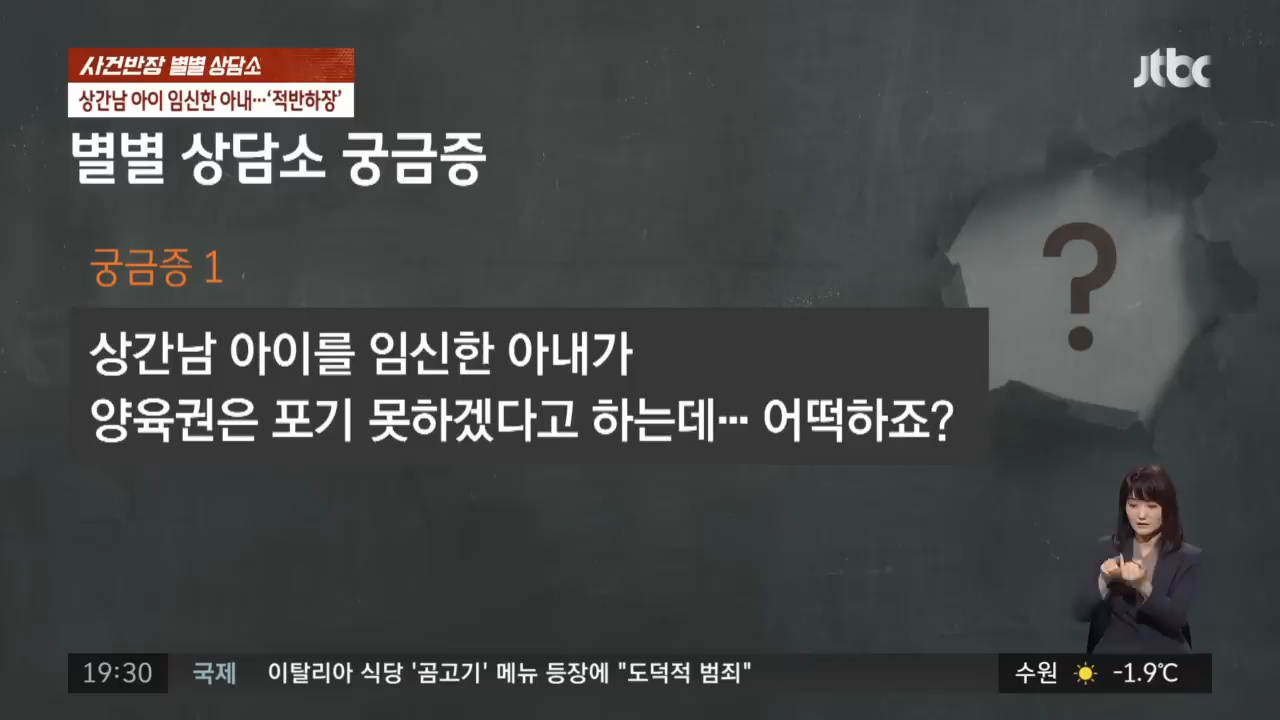 사건반장 별별 상담소
상간남 아이 임신한 아내…'적반하장'
jtbc
별별 상담소 궁금증
궁금증 1
?
상간남 아이를 임신한 아내가
양육권은 포기 못하겠다고 하는데… 어떡하죠?
19:30 국제 이탈리아 식당 '곰고기' 메뉴 등장에 "도덕적 범죄" 수원 -1.9℃